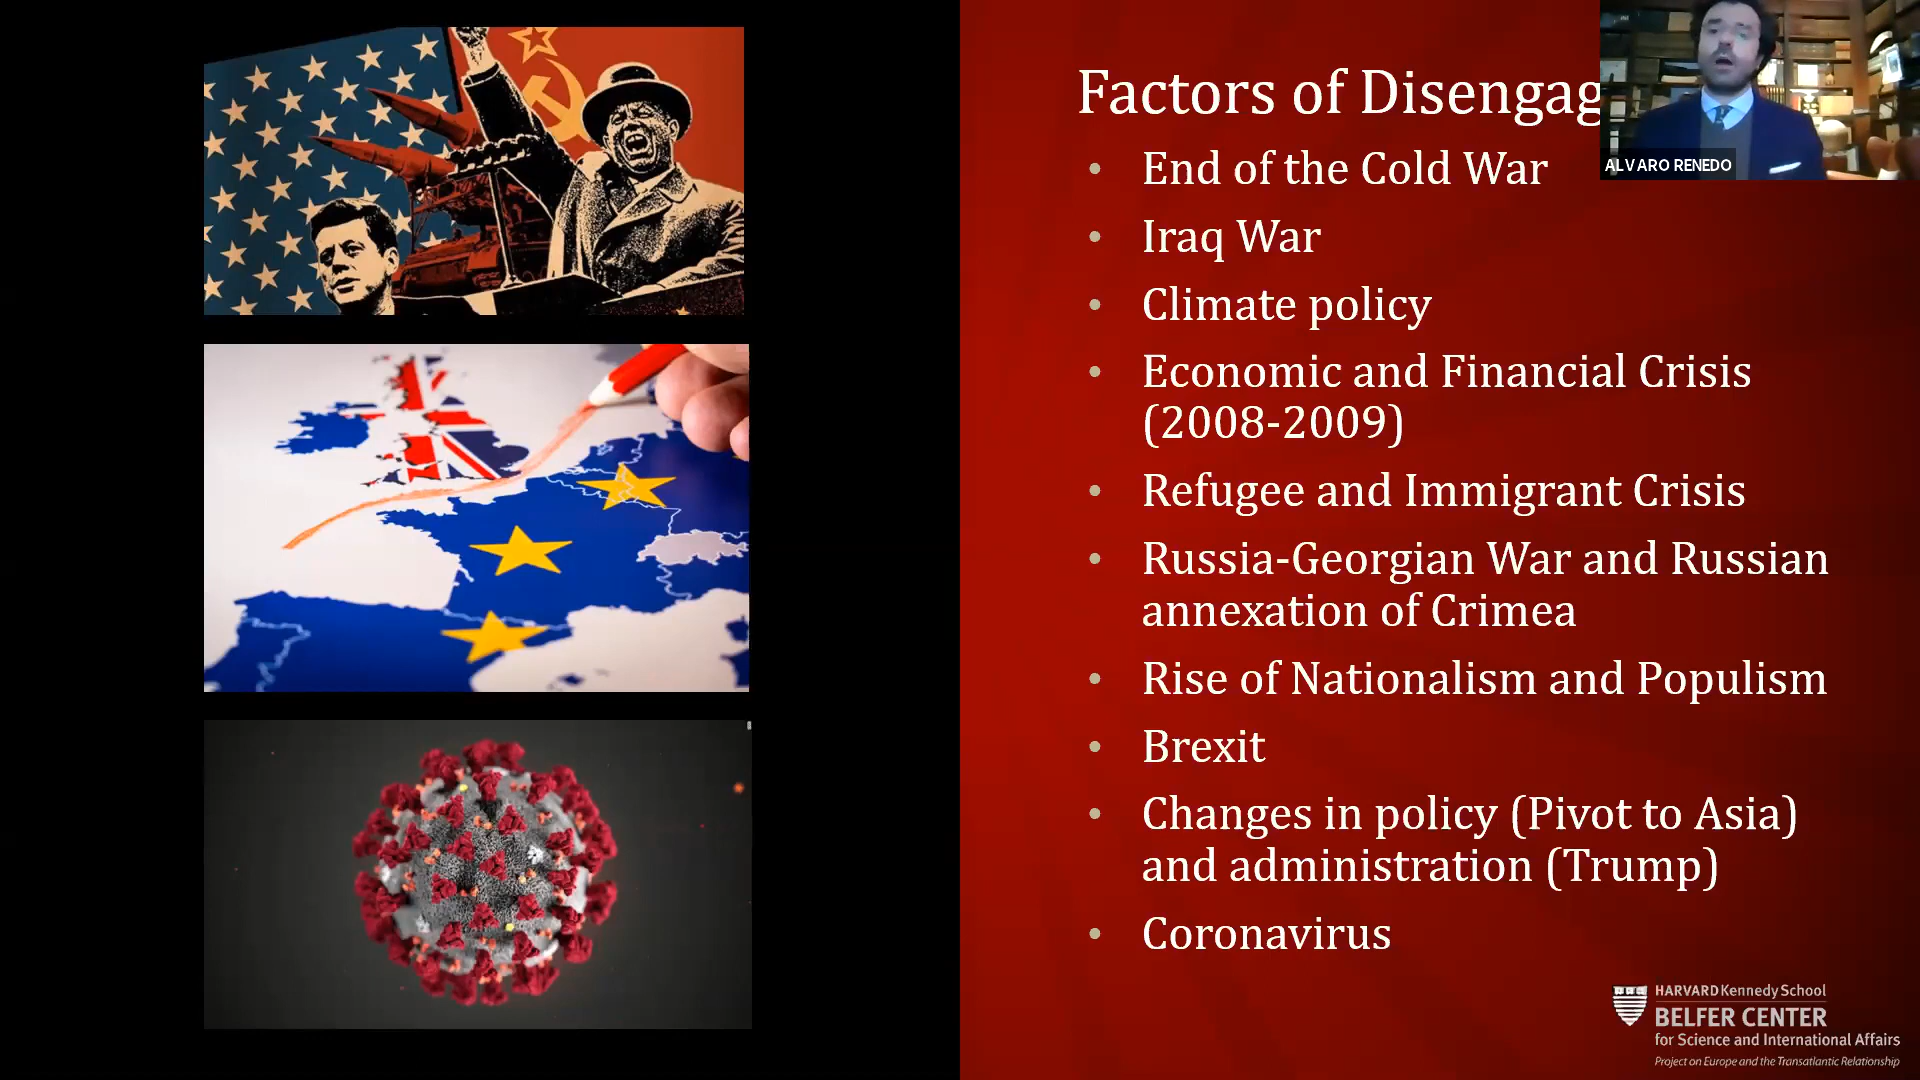 Factors of Disengag
ALVARO RENEDO
• End of the Cold War
• Iraq War
• Climate policy
• Economic and Financial Crisis
(2008-2009)
• Refugee and Immigrant Crisis
• Russia-Georgian War and Russian
annexation of Crimea
• Rise of Nationalism and Populism
• Brexit
• Changes in policy (Pivot to Asia)
and administration (Trump)
• Coronavirus
HARVARD Kennedy School
BELFER CENTER
for Science and International Affairs
Project on Europe and the Transatlantic Relationship